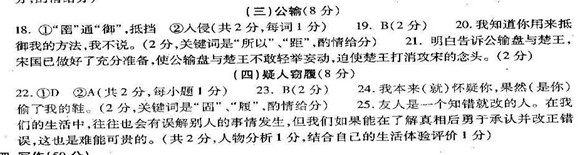 (三)公输(8分)
18. ①“圄”通“御”,抵挡 ②入侵(共2分,每词1分) 19. B(2分) 20. 我知道你用来抵
御我的方法,我不说。(2分,关键词是“所以”、“距”,酌情给分) 21. 明白告诉公输盘与楚王,
宋国已做好了充分准备,使公输盘与楚王不敢轻举妄动,迫使楚王打消攻宋的念头。(2分)
(四)疑人窃履(8分)
22. ①D ②A(共2分,每小题1分) 23. B(2分) 24. 我本来(就)怀疑你,果然(是你)
偷了我的鞋。(2分,关键词是“固”、“履”,酌情给分) 25. 友人是一个知错就改的人。在我
们的生活中,往往也会有误解别人的事情发生,但我们如果能在了解真相后勇于承认并改正错
误,这也是难能可贵的。(共2分,人物分析1分,结合自己的生活体验评价1分)